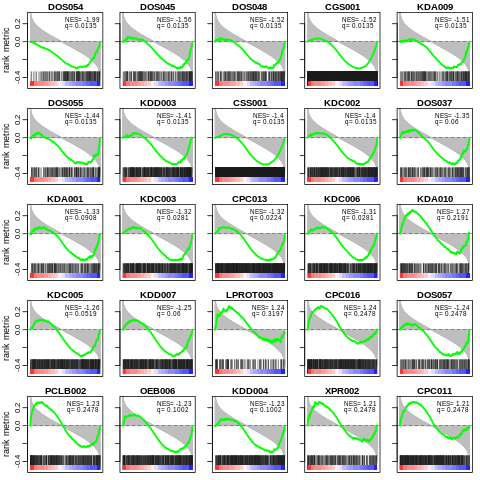 DOS054 DOS045 DOS048 CGS001 KDA009
NES= -1.99 NES= -1.56 NES= -1.52 NES= -1.52 NES= -1.51
q= 0.0135 q= 0.0135 q= 0.0135 q= 0.0135 q= 0.0135
rank metric
0.2
0.0
-0.4
DOS055 KDD003 CSS001 KDC002 DOS037
NES= -1.44 NES= -1.41 NES= -1.4 NES= -1.4 NES= -1.35
q= 0.0135 q= 0.0135 q= 0.0135 q= 0.0135 q= 0.06
rank metric
0.2
0.0
-0.4
KDA001 KDC003 CPC013 KDC006 KDA010
NES= -1.33 NES= -1.32 NES= -1.32 NES= -1.31 NES= 1.27
q= 0.0908 q= 0.0281 q= 0.0224 q= 0.0281 q= 0.2191
rank metric
0.2
0.0
-0.4
KDC005 KDD007 LPROT003 CPC016 DOS057
NES= -1.26 NES= -1.25 NES= 1.24 NES= 1.24 NES= -1.24
q= 0.0519 q= 0.06 q= 0.3197 q= 0.2478 q= 0.2478
rank metric
0.2
0.0
-0.4
PCLB002 OEB006 KDD004 XPR002 CPC011
NES= 1.23 NES= -1.23 NES= -1.23 NES= 1.21 NES= 1.21
q= 0.2478 q= 0.1002 q= 0.1002 q= 0.2478 q= 0.2478
rank metric
0.2
0.0
-0.4